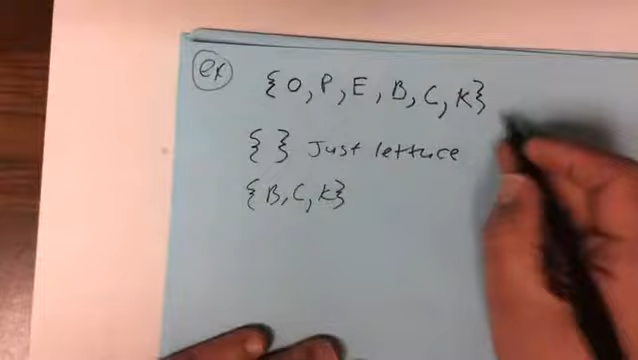 ex {O, P, E, B, C, K}
{ } Just lettuce
{B, C, K}